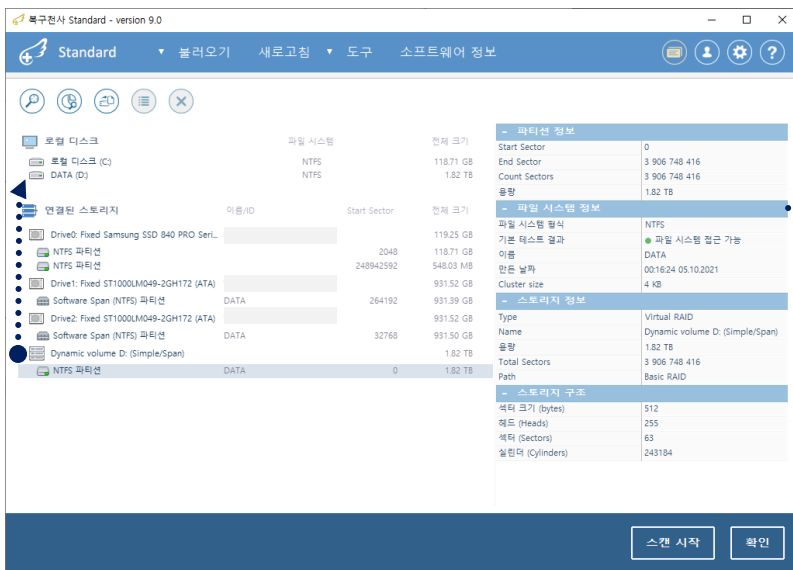 복구천사 Standard - version 9.0
Standard ▼ 불러오기 새로고침 ▼ 도구 소프트웨어 정보
로컬 디스크 파일 시스템 전체 크기
로컬 디스크 (C:) NTFS 118.71 GB
DATA (D:) NTFS 1.82 TB
연결된 스토리지 이름/ID Start Sector 전체 크기
Drive0: Fixed Samsung SSD 840 PRO Seri... 119.25 GB
NTFS 파티션 2048 118.71 GB
NTFS 파티션 248942592 548.03 MB
Drive1: Fixed ST1000LM049-2GH172 (ATA) 931.52 GB
Software Span (NTFS) 파티션 DATA 264192 931.39 GB
Drive2: Fixed ST1000LM049-2GH172 (ATA) 931.52 GB
Software Span (NTFS) 파티션 DATA 32768 931.50 GB
Dynamic volume D: (Simple/Span) 1.82 TB
NTFS 파티션 DATA 0 1.82 TB
- 파티션 정보
Start Sector 0
End Sector 3 906 748 416
Count Sectors 3 906 748 416
용량 1.82 TB
- 파일 시스템 정보
파일 시스템 형식 NTFS
기본 테스트 결과 파일 시스템 접근 가능
이름 DATA
만든 날짜 00:16:24 05.10.2021
Cluster size 4 KB
- 스토리지 정보
Type Virtual RAID
Name Dynamic volume D: (Simple/Span)
용량 1.82 TB
Total Sectors 3 906 748 416
Path Basic RAID
- 스토리지 구조
섹터 크기 (bytes) 512
헤드 (Heads) 255
섹터 (Sectors) 63
실린더 (Cylinders) 243184
스캔 시작 확인